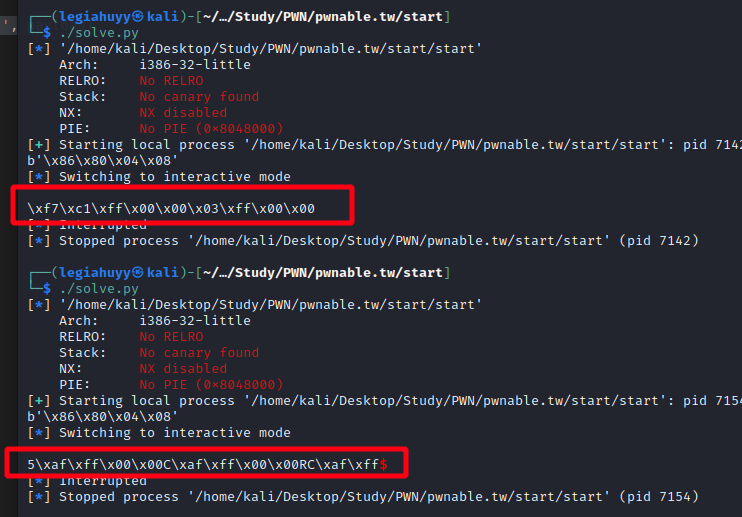 ',
┌──(legiahuyy㉿kali)-[~/…/Study/PWN/pwnable.tw/start]
└─$ ./solve.py
[*] '/home/kali/Desktop/Study/PWN/pwnable.tw/start/start'
    Arch:     i386-32-little
    RELRO:    No RELRO
    Stack:    No canary found
    NX:       NX disabled
    PIE:      No PIE (0x8048000)
[+] Starting local process '/home/kali/Desktop/Study/PWN/pwnable.tw/start/start': pid 7142
b'\x86\x80\x04\x08'
[*] Switching to interactive mode
\xf7\xc1\xff\x00\x00\x03\xff\x00\x00
[*] Interrupted
[*] Stopped process '/home/kali/Desktop/Study/PWN/pwnable.tw/start/start' (pid 7142)
┌──(legiahuyy㉿kali)-[~/…/Study/PWN/pwnable.tw/start]
└─$ ./solve.py
[*] '/home/kali/Desktop/Study/PWN/pwnable.tw/start/start'
    Arch:     i386-32-little
    RELRO:    No RELRO
    Stack:    No canary found
    NX:       NX disabled
    PIE:      No PIE (0x8048000)
[+] Starting local process '/home/kali/Desktop/Study/PWN/pwnable.tw/start/start': pid 7154
b'\x86\x80\x04\x08'
[*] Switching to interactive mode
5\xaf\xff\x00\x00C\xaf\xff\x00\x00RC\xaf\xff$
[*] Interrupted
[*] Stopped process '/home/kali/Desktop/Study/PWN/pwnable.tw/start/start' (pid 7154)